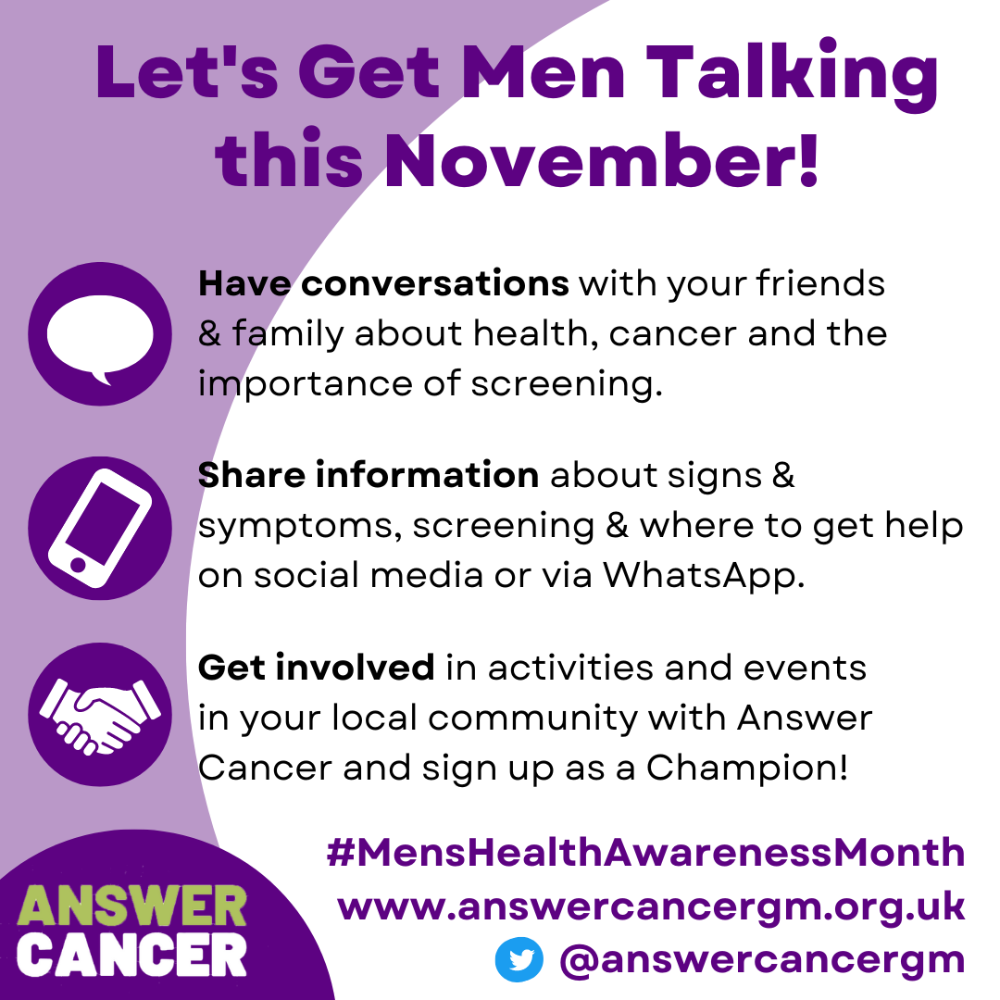 Let's Get Men Talking
this November!
Have conversations with your friends
& family about health, cancer and the
importance of screening.
Share information about signs &
symptoms, screening & where to get help
on social media or via WhatsApp.
Get involved in activities and events
in your local community with Answer
Cancer and sign up as a Champion!
#MensHealthAwarenessMonth
www.answercancergm.org.uk
@answercancergm
ANSWER
CANCER